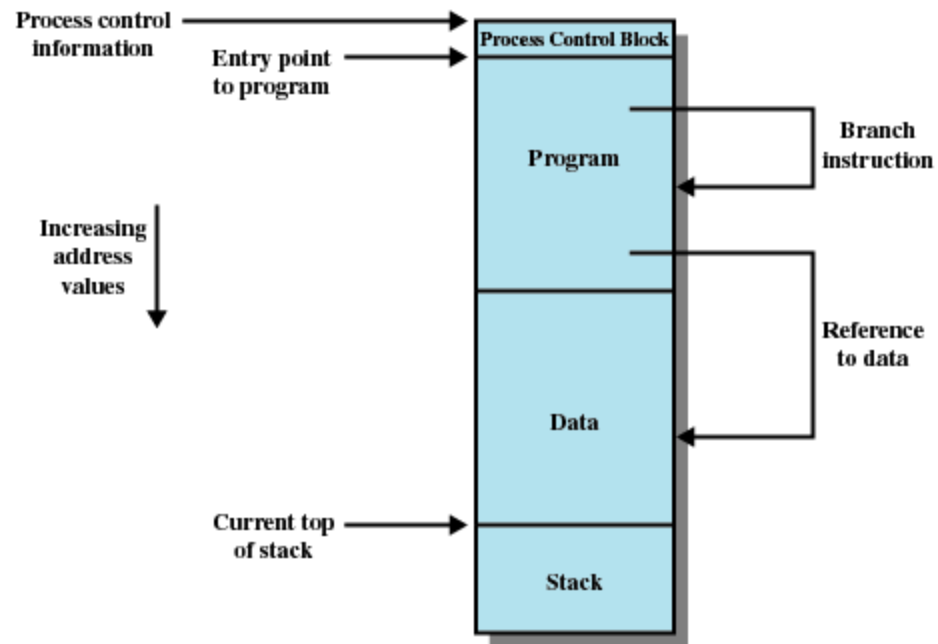 Process control
information
Process Control Block
Entry point
to program
Branch
instruction
Program
Increasing
address
values
Reference
to data
Data
Current top
of stack
Stack